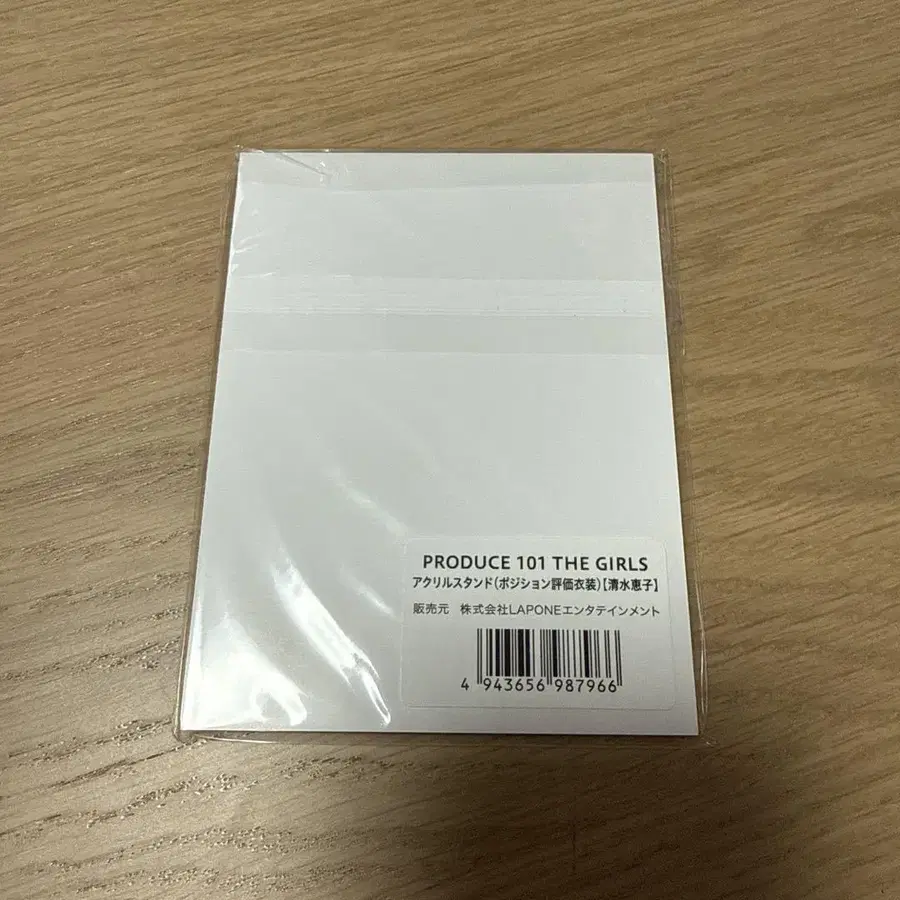 PRODUCE 101 THE GIRLS
アクリルスタンド(ポジション評価衣装)【清水恵子】
販売元　株式会社LAPONEエンタテインメント
4 943656 987966